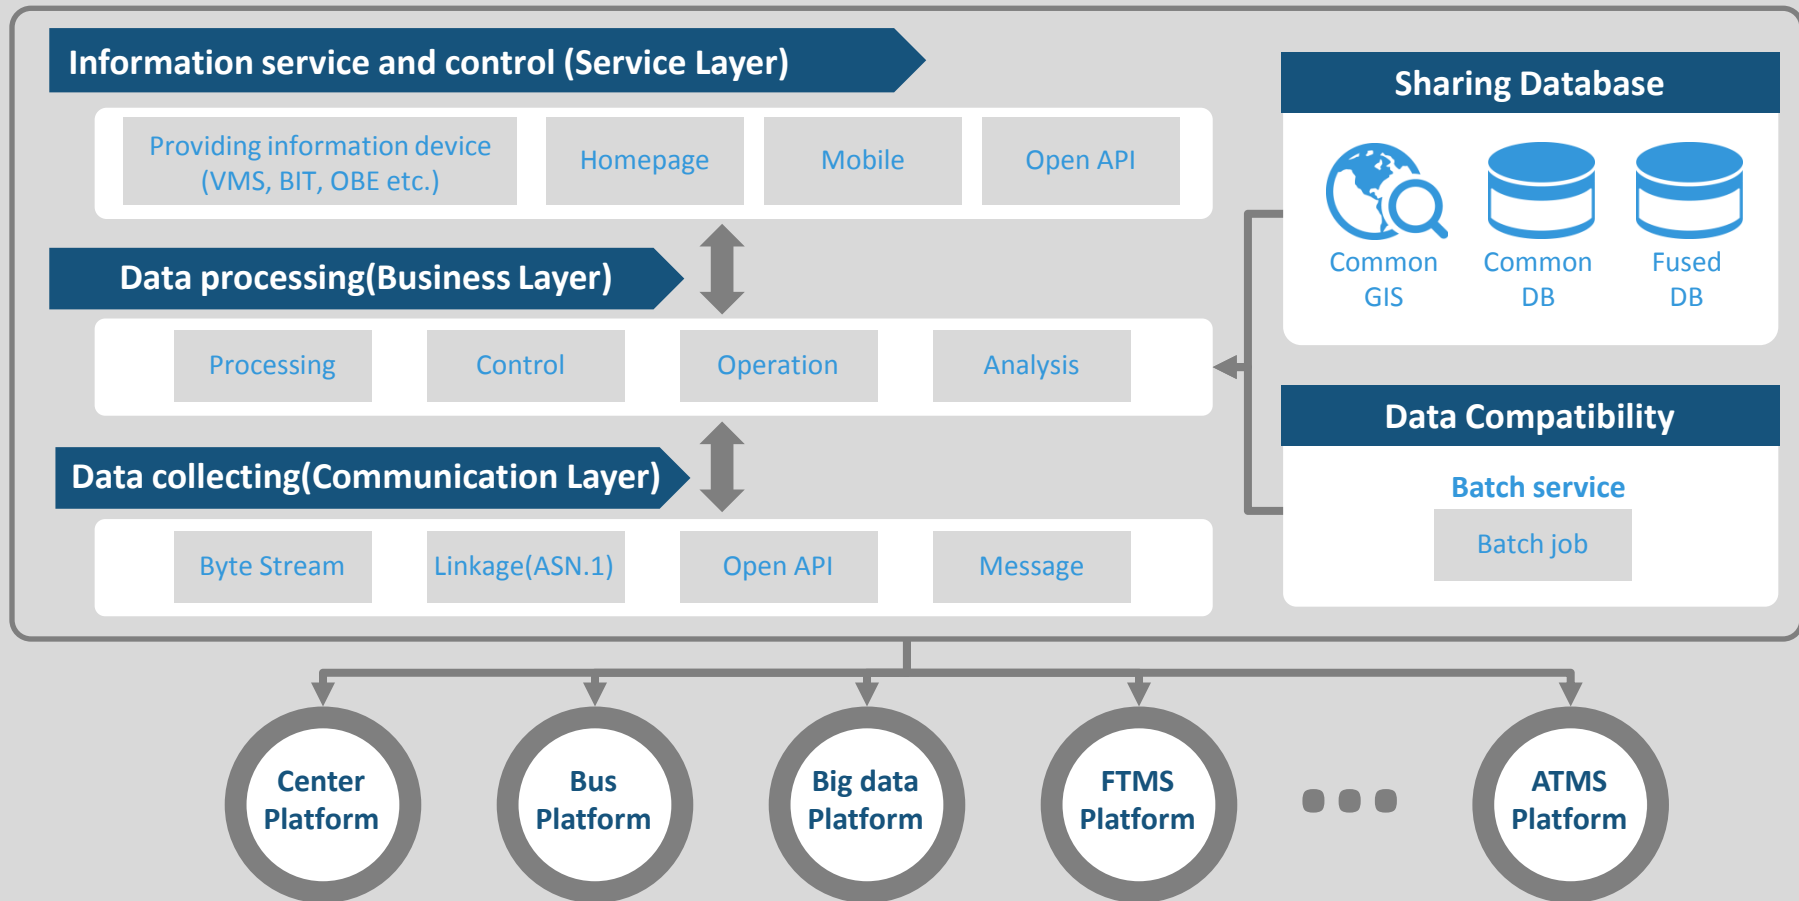 Information service and control (Service Layer)
Providing information device
(VMS, BIT, OBE etc.)
Homepage
Mobile
Open API
Data processing(Business Layer)
Processing
Control
Operation
Analysis
Data collecting(Communication Layer)
Byte Stream
Linkage(ASN.1)
Open API
Message
Sharing Database
Common
GIS
Common
DB
Fused
DB
Data Compatibility
Batch service
Batch job
Center
Platform
Bus
Platform
Big data
Platform
FTMS
Platform
ATMS
Platform